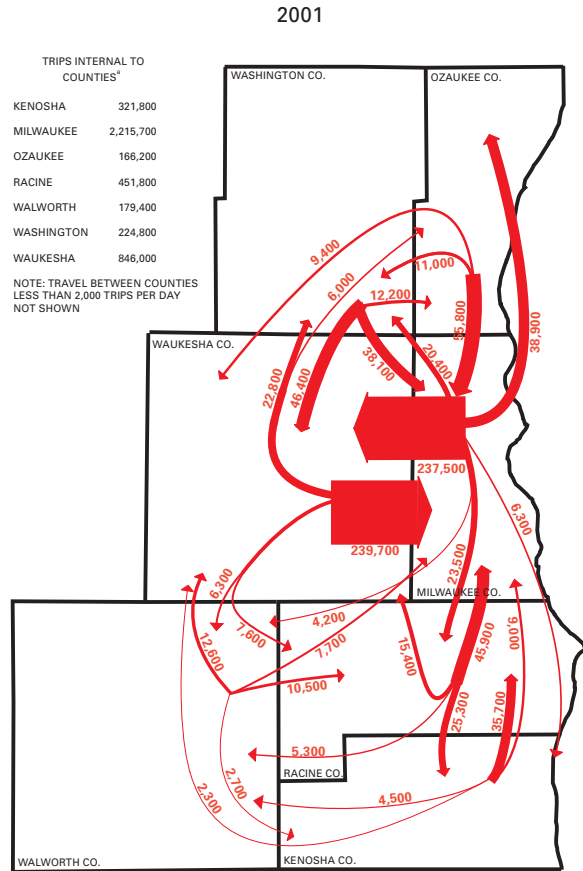 2001
TRIPS INTERNAL TO
COUNTIESª
KENOSHA 321,800
MILWAUKEE 2,215,700
OZAUKEE 166,200
RACINE 451,800
WALWORTH 179,400
WASHINGTON 224,800
WAUKESHA 846,000
NOTE: TRAVEL BETWEEN COUNTIES
LESS THAN 2,000 TRIPS PER DAY
NOT SHOWN
WASHINGTON CO.
OZAUKEE CO.
9,400
6,000
11,000
12,200
55,800
38,900
WAUKESHA CO.
38,100
20,400
22,800
46,400
237,500
239,700
6,300
23,500
MILWAUKEE CO.
6,300
7,600
4,200
7,700
12,600
10,500
15,400
45,900
9,000
25,300
35,700
5,300
RACINE CO.
2,700
2,300
4,500
WALWORTH CO.
KENOSHA CO.